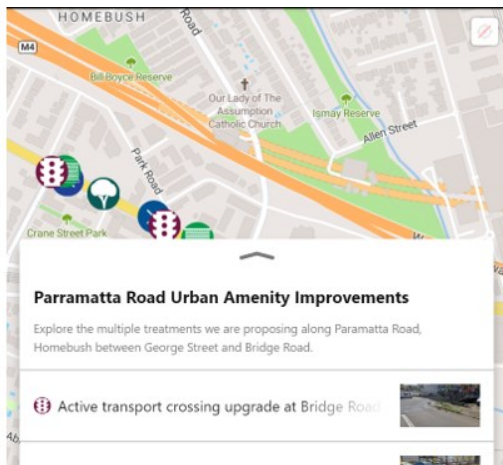 HOMEBUSH
Road
M4
Bill Boyce Reserve
Our Lady of The
Assumption
Catholic Church
Ismay Reserve
Allen Street
Park Road
Crane Street Park
Parramatta Road Urban Amenity Improvements
Explore the multiple treatments we are proposing along Paramatta Road,
Homebush between George Street and Bridge Road.
Active transport crossing upgrade at Bridge Road